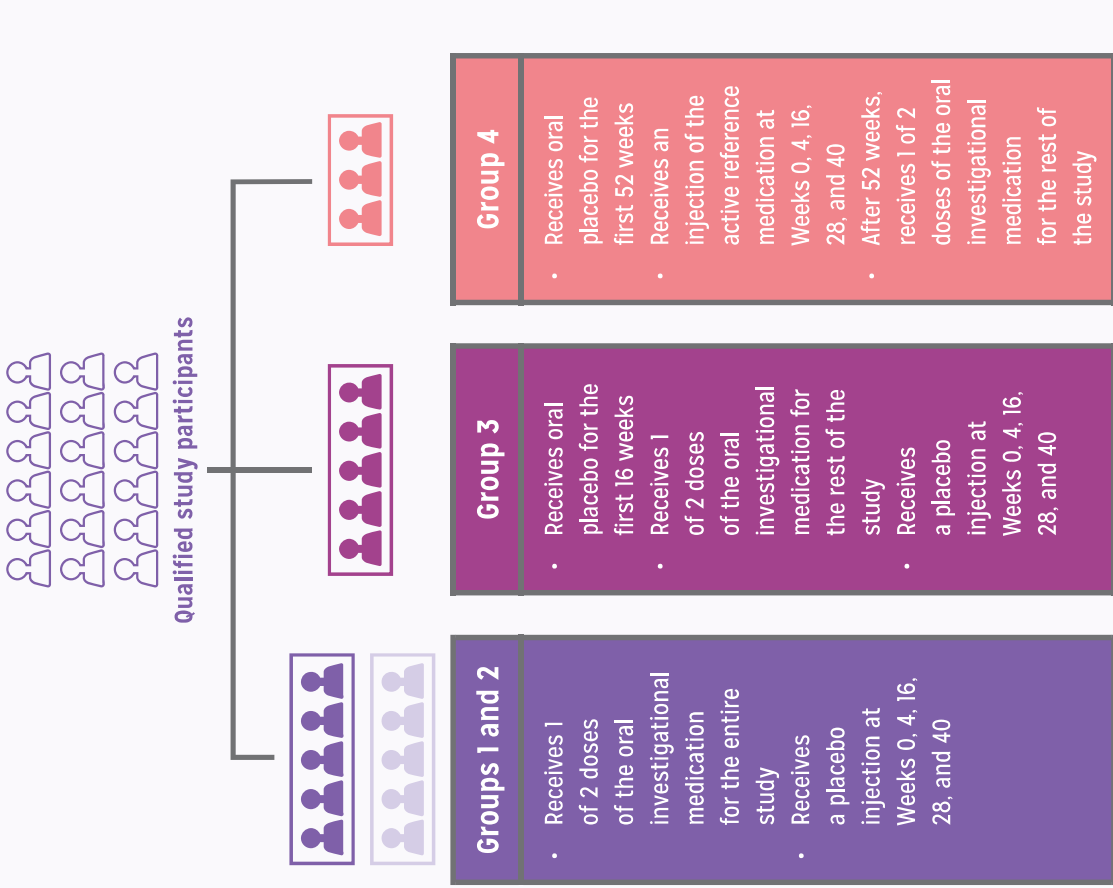 Qualified study participants
Groups 1 and 2
• Receives 1
of 2 doses
of the oral
investigational
medication
for the entire
study
• Receives
a placebo
injection at
Weeks 0, 4, 16,
28, and 40
Group 3
• Receives oral
placebo for the
first 16 weeks
• Receives 1
of 2 doses
of the oral
investigational
medication for
the rest of the
study
• Receives
a placebo
injection at
Weeks 0, 4, 16,
28, and 40
Group 4
• Receives oral
placebo for the
first 52 weeks
• Receives an
injection of the
active reference
medication at
Weeks 0, 4, 16,
28, and 40
• After 52 weeks,
receives 1 of 2
doses of the oral
investigational
medication
for the rest of
the study